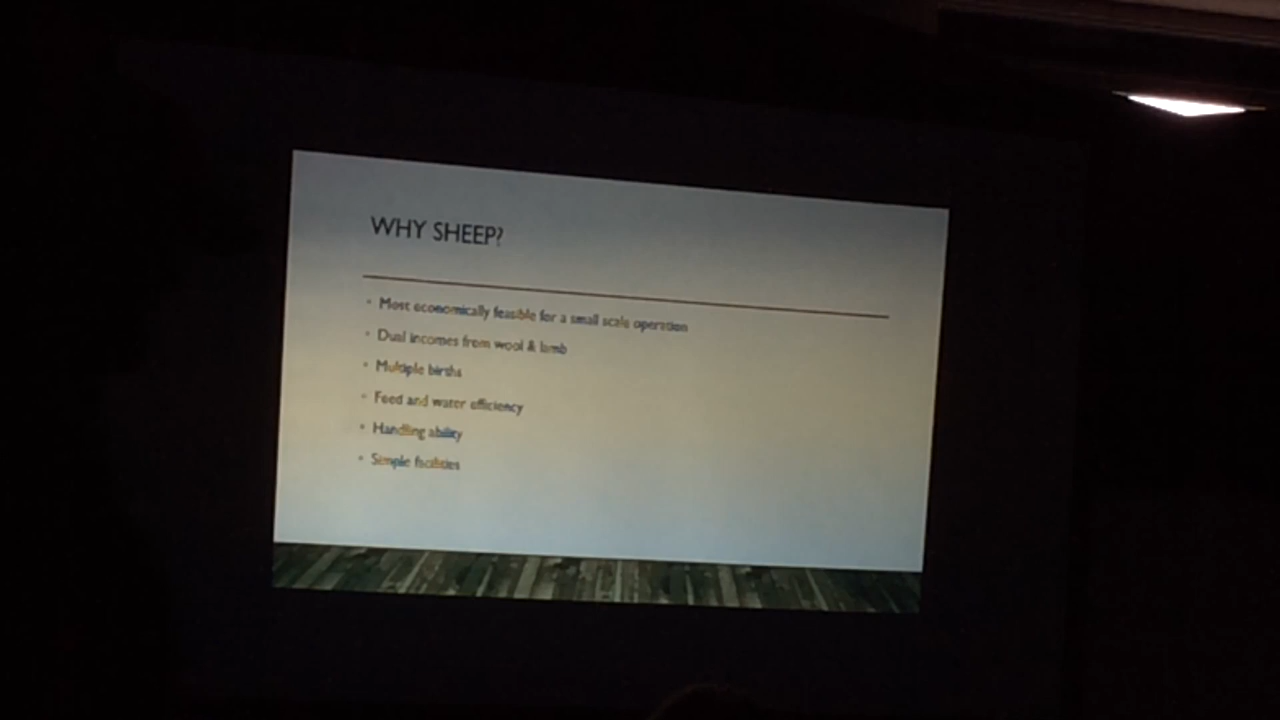 WHY SHEEP?
• Most economically feasible for a small scale operation
• Dual incomes from wool & lamb
• Multiple births
• Feed and water efficiency
• Handling ability
• Simple facilities